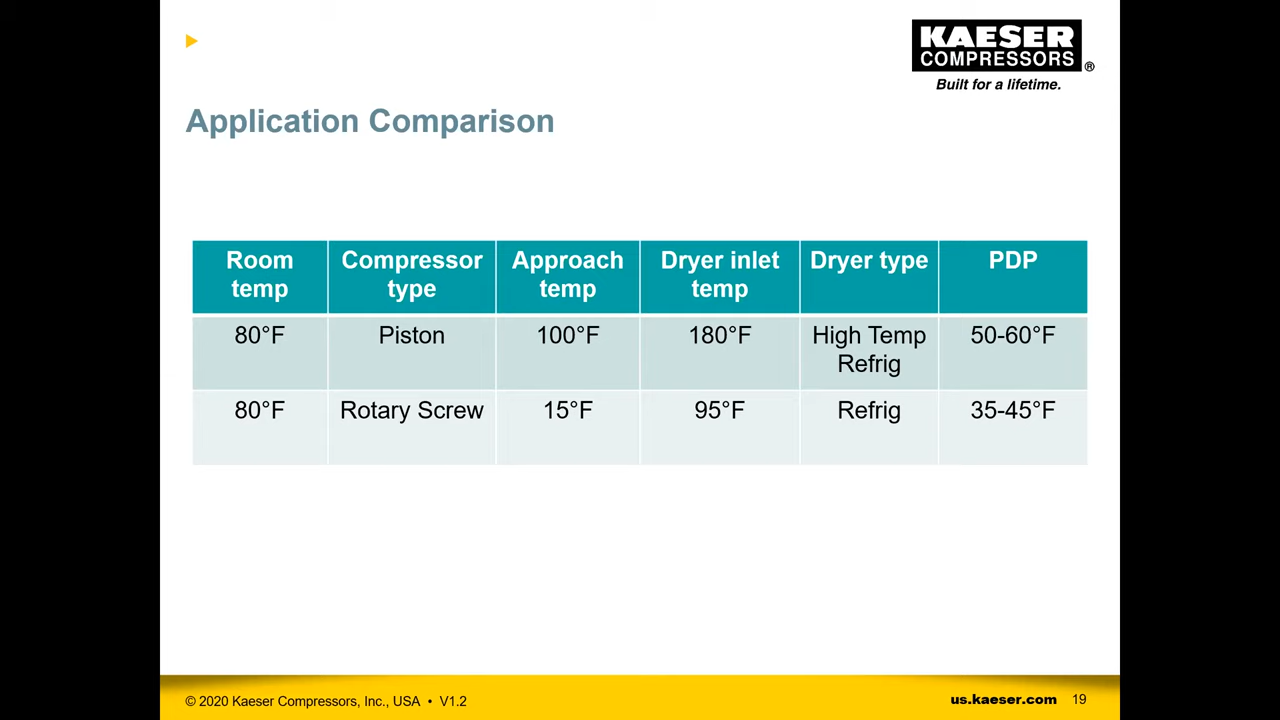 KAESER
COMPRESSORS
®
Built for a lifetime.
Application Comparison
Room temp Compressor type Approach temp Dryer inlet temp Dryer type PDP
80°F Piston 100°F 180°F High Temp Refrig 50-60°F
80°F Rotary Screw 15°F 95°F Refrig 35-45°F
© 2020 Kaeser Compressors, Inc., USA • V1.2
us.kaeser.com 19